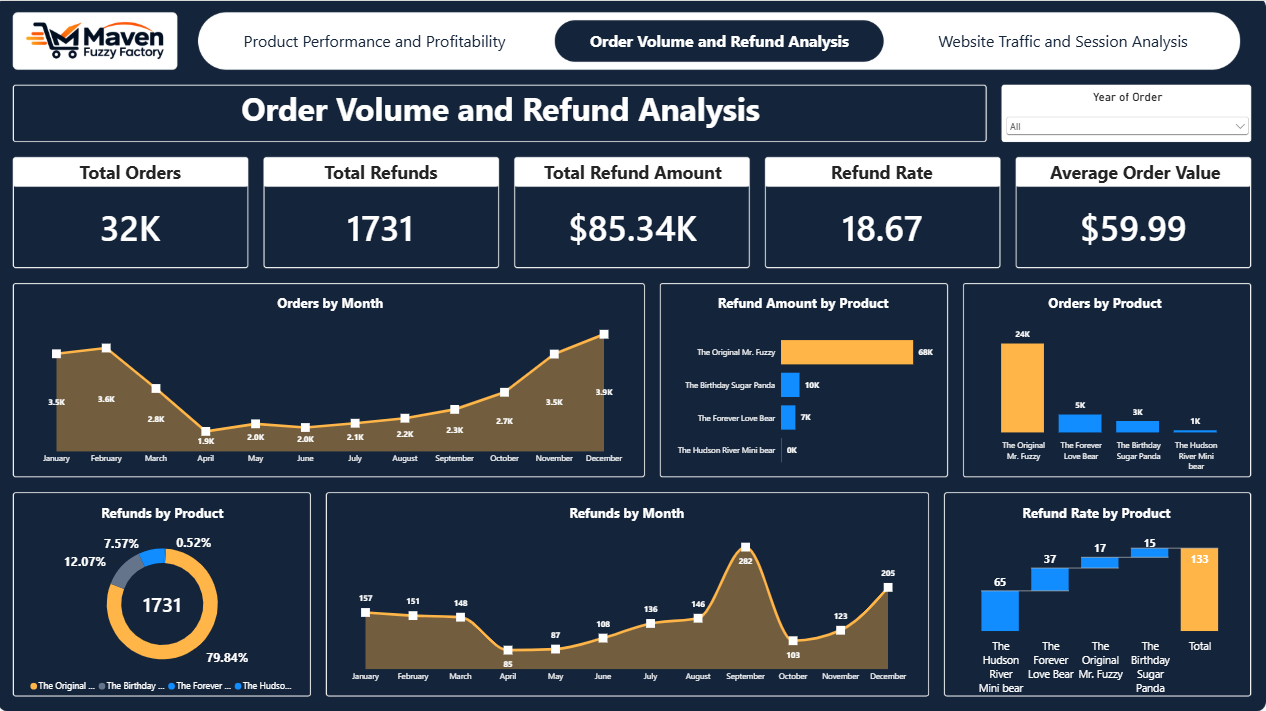 Maven
Fuzzy Factory
Product Performance and Profitability
Order Volume and Refund Analysis
Website Traffic and Session Analysis
Order Volume and Refund Analysis
Year of Order
All
Total Orders
32K
Total Refunds
1731
Total Refund Amount
$85.34K
Refund Rate
18.67
Average Order Value
$59.99
Orders by Month
3.5K
3.6K
2.8K
1.9K
2.0K
2.0K
2.1K
2.2K
2.3K
2.7K
3.5K
3.9K
January February March April May June July August September October November December
Refund Amount by Product
The Original Mr. Fuzzy 68K
The Birthday Sugar Panda 10K
The Forever Love Bear 7K
The Hudson River Mini bear 0K
Orders by Product
24K
5K
3K
1K
The Original
Mr. Fuzzy
The Forever
Love Bear
The Birthday
Sugar Panda
The Hudson
River Mini
bear
Refunds by Product
7.57%
0.52%
12.07%
1731
79.84%
The Original ... The Birthday ... The Forever ... The Hudso...
Refunds by Month
157
151
148
85
87
108
136
146
282
103
123
205
January February March April May June July August September October November December
Refund Rate by Product
65
37
17
15
133
The
Hudson
River
Mini bear
The
Forever
Love Bear
The
Original
Mr. Fuzzy
The
Birthday
Sugar
Panda
Total